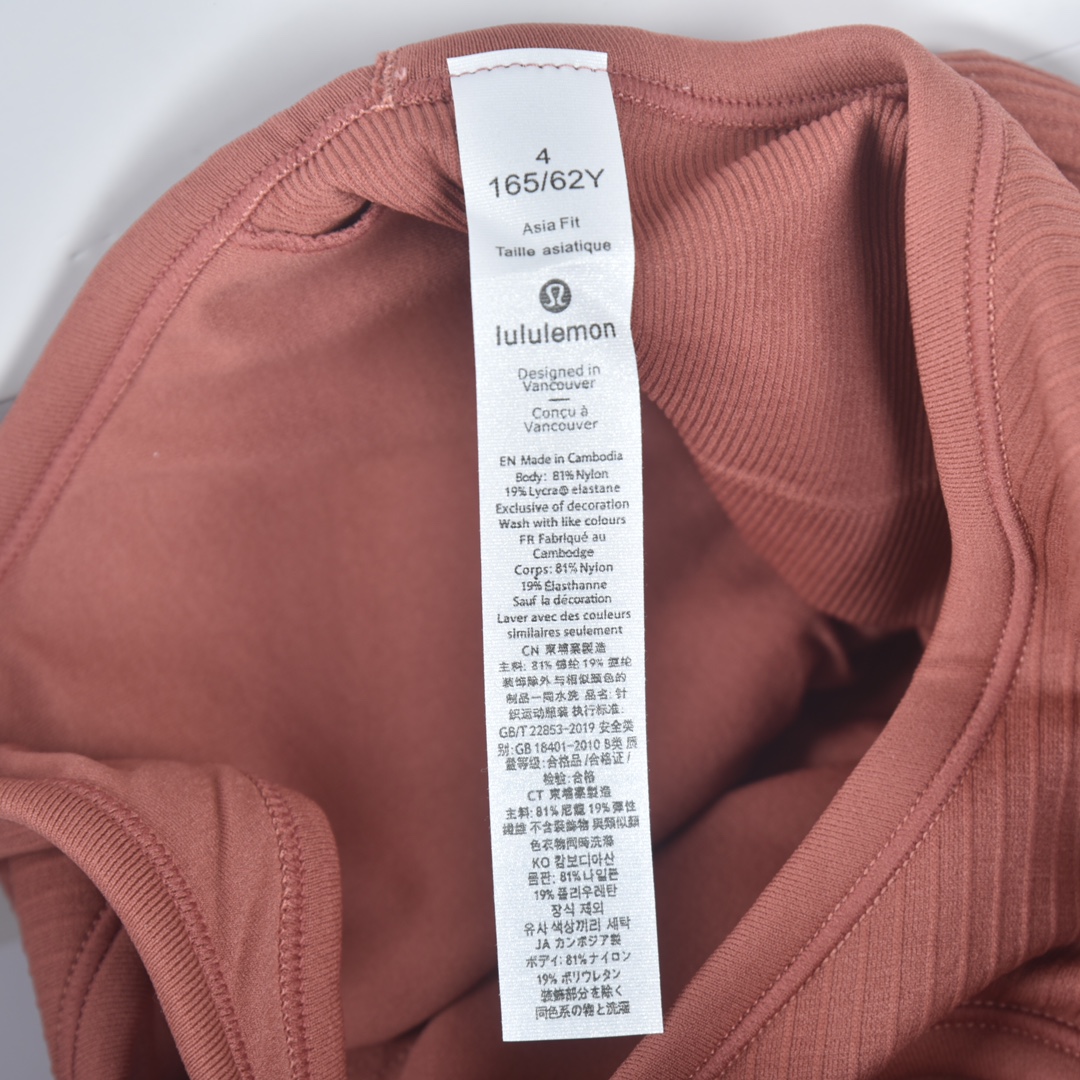 4
165/62Y
Asia Fit
Taille asiatique
lululemon
Designed in
Vancouver
Conçu à
Vancouver
EN Made in Cambodia
Body: 81% Nylon
19% Lycra® elastane
Exclusive of decoration
Wash with like colours
FR Fabriqué au
Cambodge
Corps: 81% Nylon
19% Élasthanne
Sauf la décoration
Laver avec des couleurs
similaires seulement
CN 柬埔寨製造
主料: 81% 锦纶 19%
装饰除外 与相似颜色的
制品一同水洗 品名: 针
织运动服装 执行标准:
GB/T 22853-2019 安全类
别: GB 18401-2010 B类 质
量等级: 合格品 /合格证/
检验: 合格
CT 柬埔寨製造
主料: 81% 尼龍 19% 彈性
纖維 不含裝飾物 與類似顏
色衣物同時洗滌
KO 캄보디아산
몸판: 81% 나일론
19% 폴리우레탄
장식 제외
유사 색상끼리 세탁
JA カンボジア製
ボディ: 81% ナイロン
19% ポリウレタン
装飾部分を除く
同色系の物と洗濯